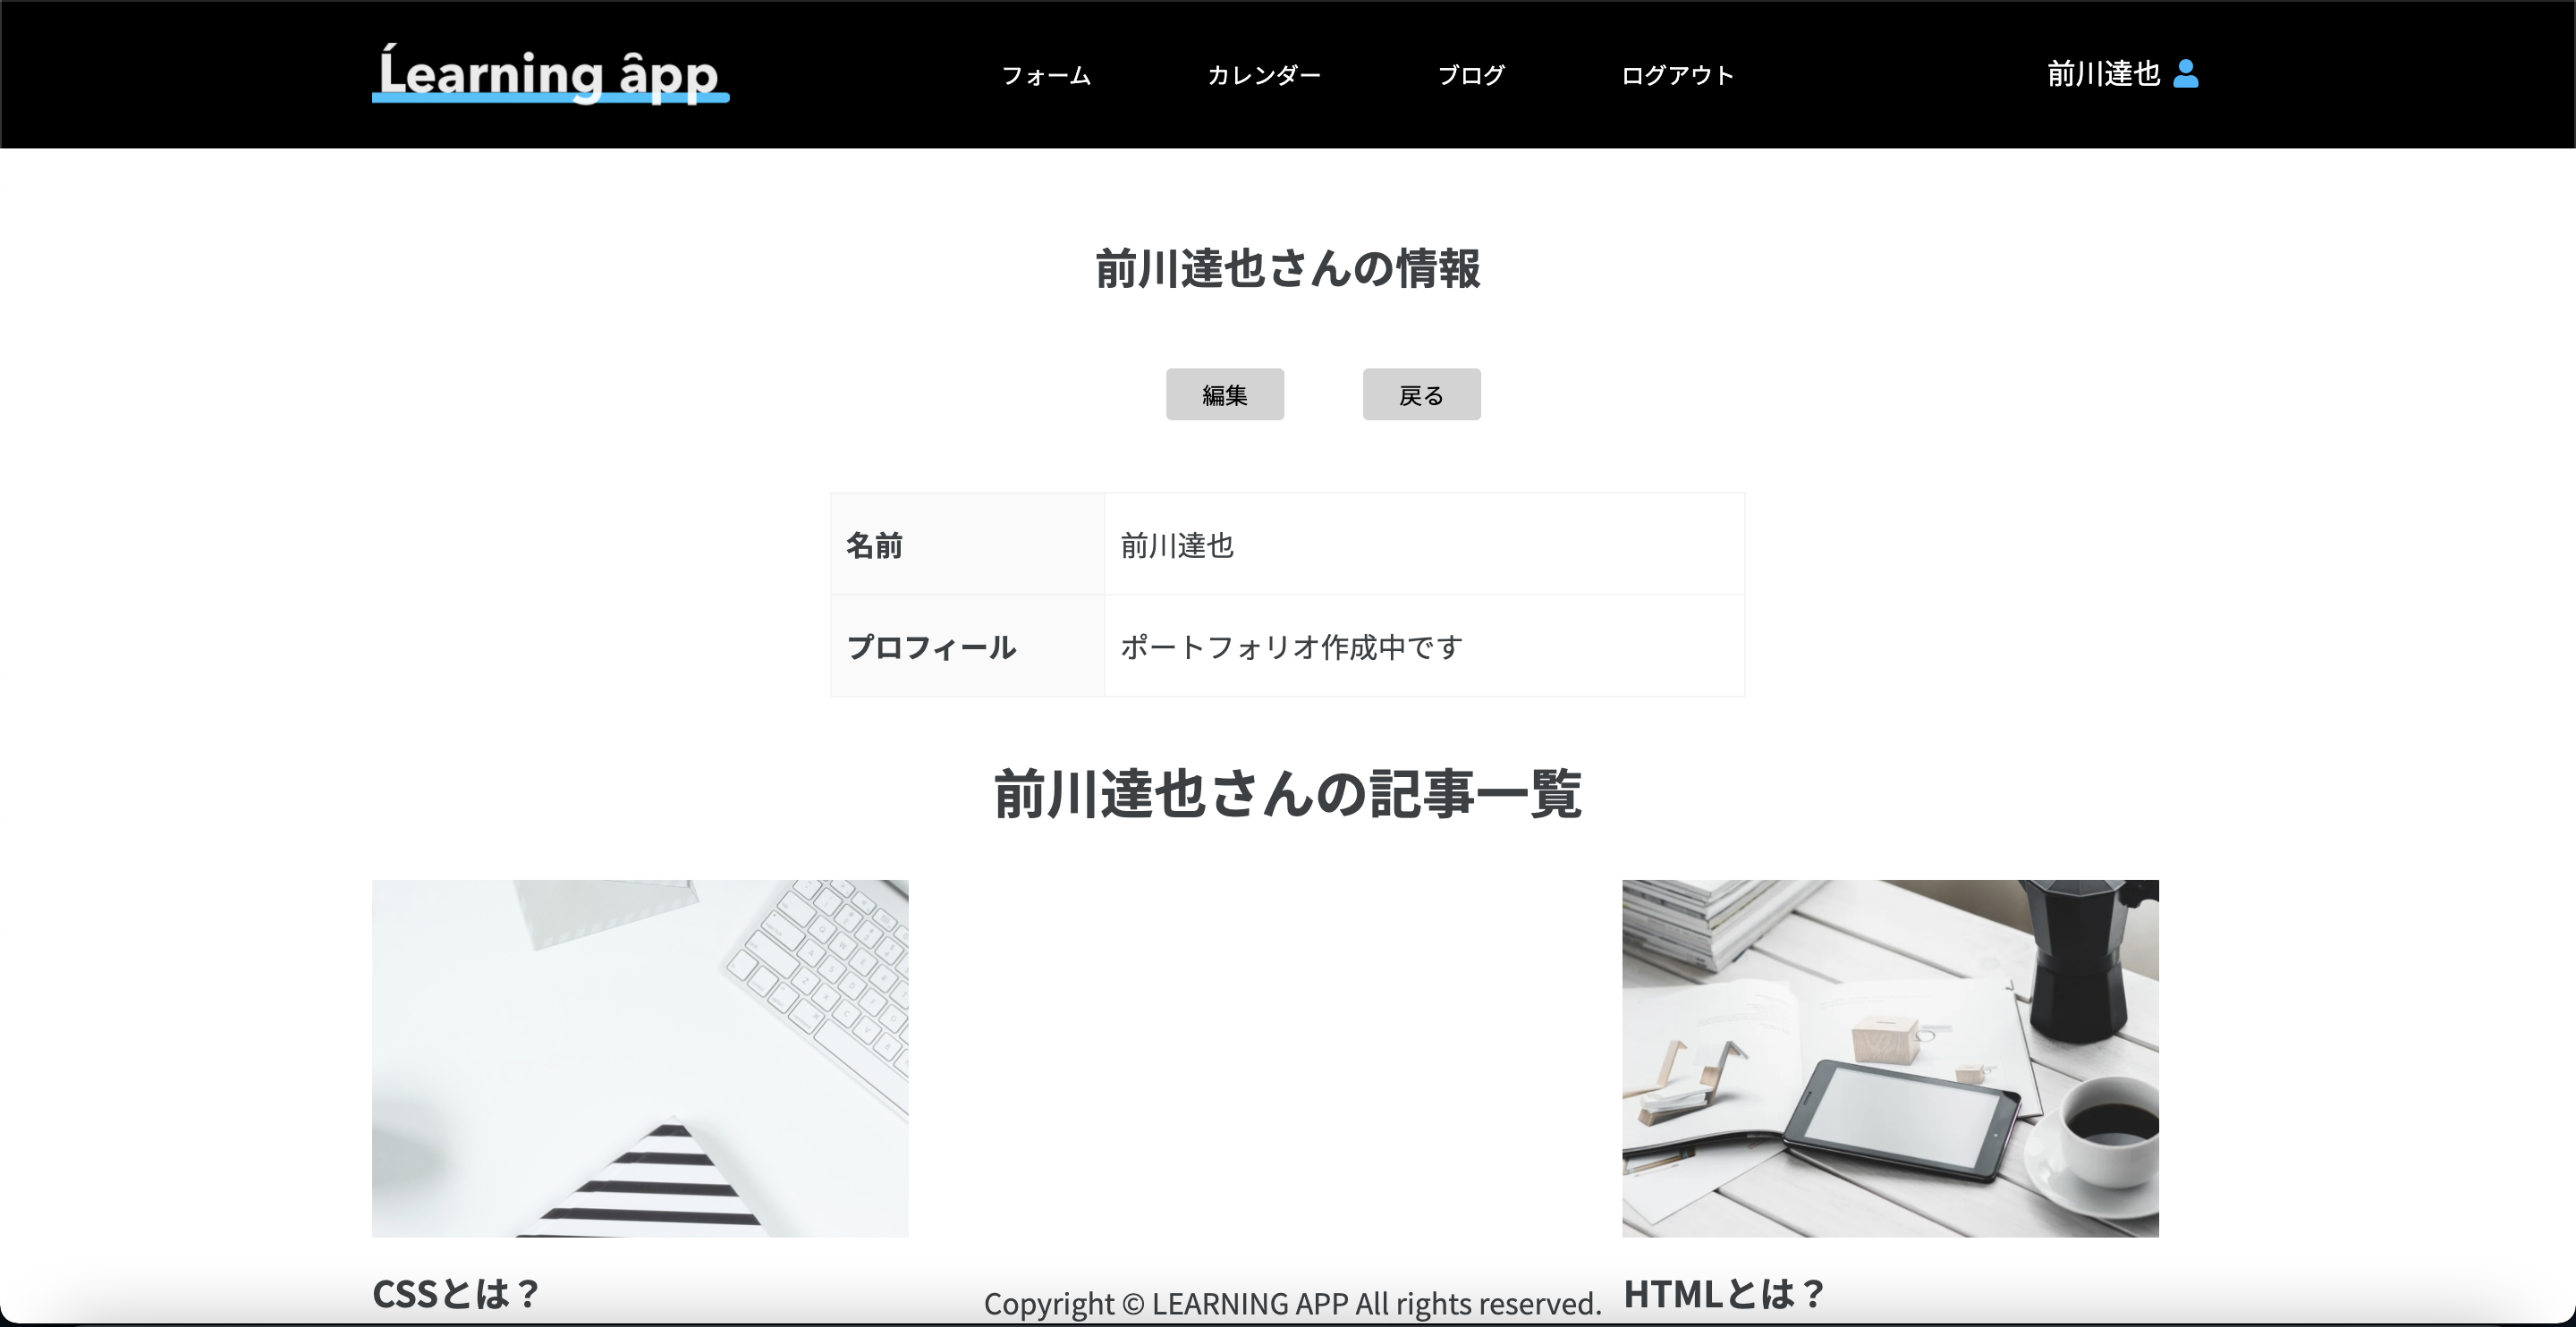 Ĺearning âpp
フォーム
カレンダー
ブログ
ログアウト
前川達也
前川達也さんの情報
編集
戻る
名前
前川達也
プロフィール
ポートフォリオ作成中です
前川達也さんの記事一覧
CSSとは？
HTMLとは？
Copyright © LEARNING APP All rights reserved.